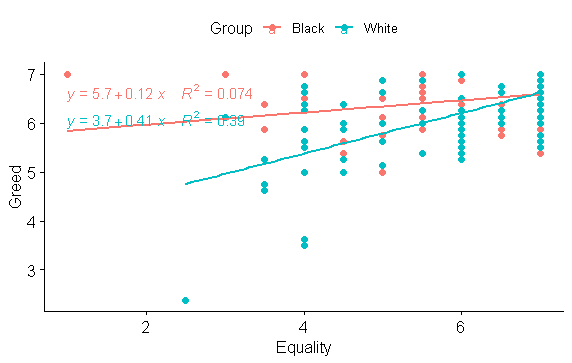 Group a Black a White
7
y = 5.7 + 0.12 x R² = 0.074
6
y = 3.7 + 0.41 x R² = 0.39
5
4
3
Greed
2 4 6
Equality